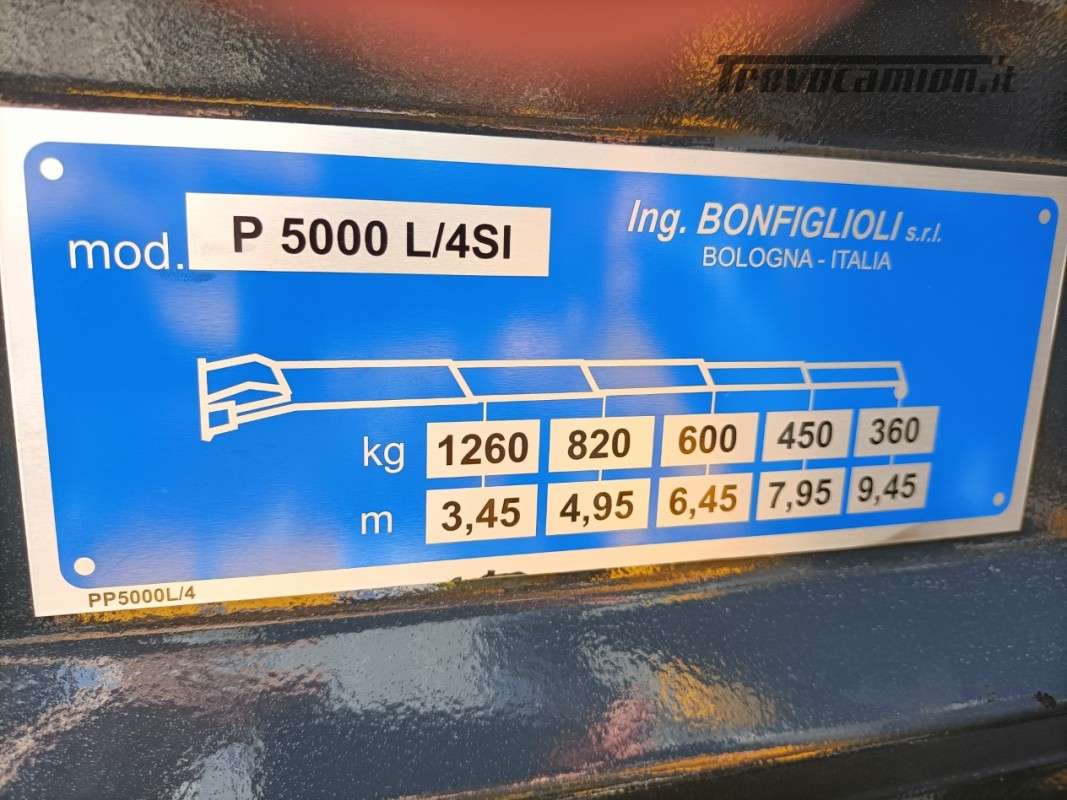 Trovocamion.it
mod. P 5000 L/4SI
Ing. BONFIGLIOLI s.r.l.
BOLOGNA - ITALIA
kg 1260 820 600 450 360
m 3,45 4,95 6,45 7,95 9,45
PP5000L/4